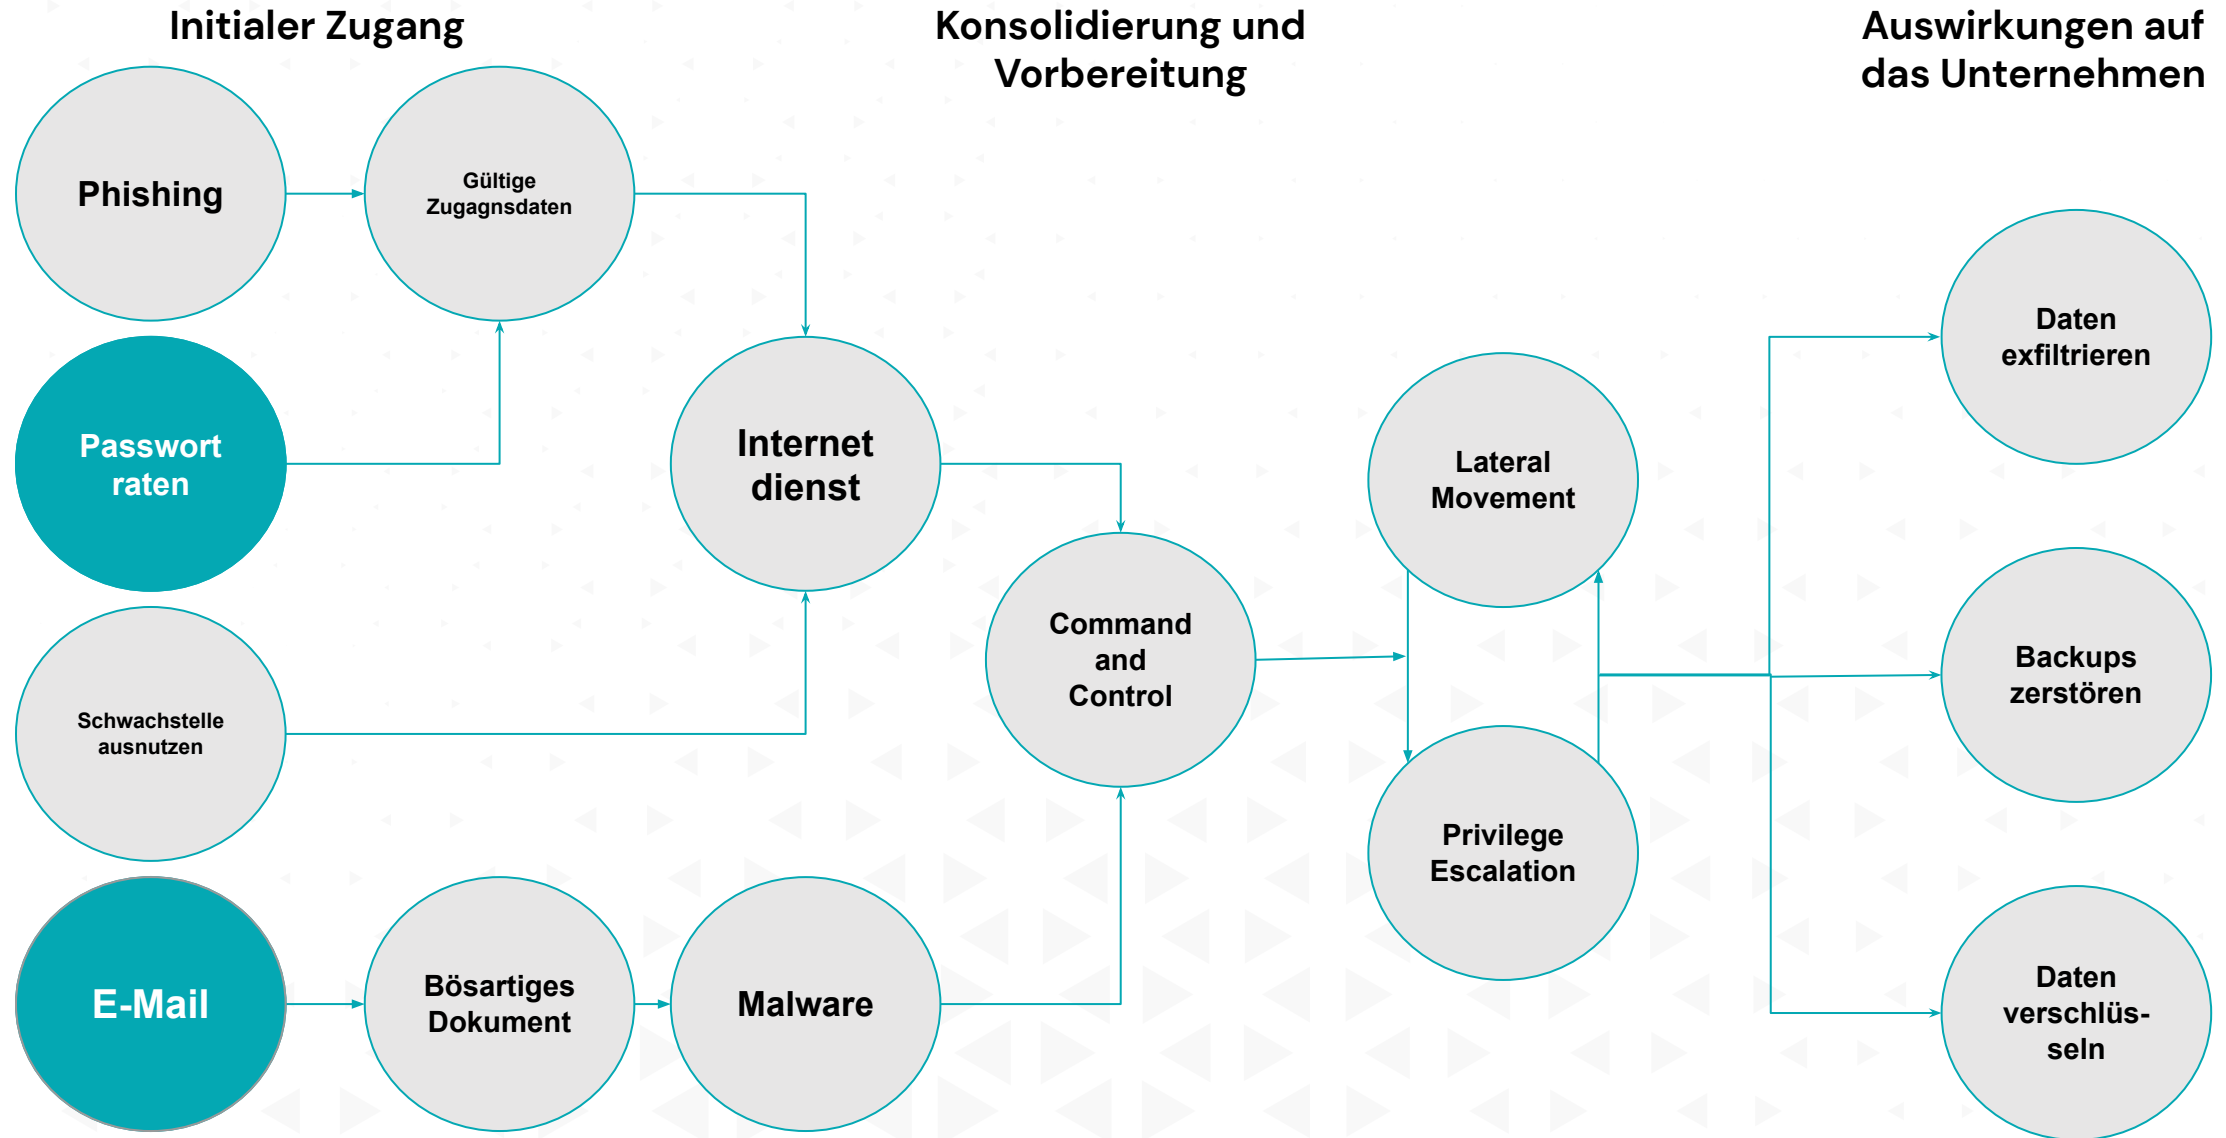 Initialer Zugang
Konsolidierung und
Vorbereitung
Auswirkungen auf
das Unternehmen
Phishing
Gültige
Zugagnsdaten
Passwort
raten
Internet
dienst
Schwachstelle
ausnutzen
E-Mail
Bösartiges
Dokument
Malware
Command
and
Control
Lateral
Movement
Privilege
Escalation
Daten
exfiltrieren
Backups
zerstören
Daten
verschlüs-
seln